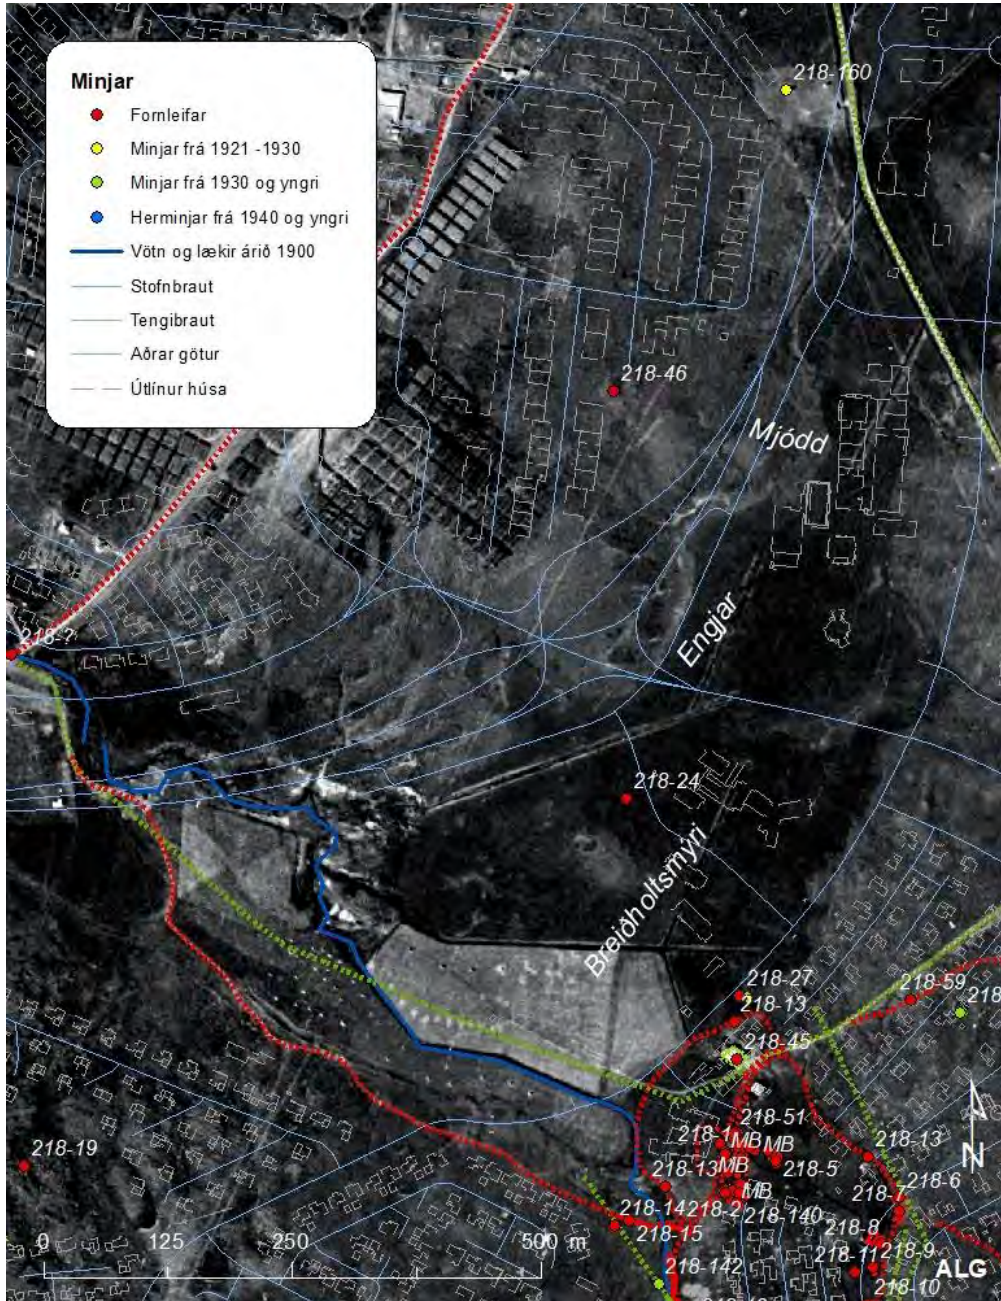 Minjar
Fornleifar
Minjar frá 1921 -1930
Minjar frá 1930 og yngri
Herminjar frá 1940 og yngri
Vötn og lækir árið 1900
Stofnbraut
Tengibraut
Aðrar götur
Útlínur húsa
218-160
218-46
Mjódd
Engjar
218-?
218-24
Breiðholtsmýri
218-27
218-59
218-13
218
218-45
218-51
218-1
MB
MB
218-13
218-5
218-13
MB
218-6
218-7
MB
218-14
218-2
218-140
218-8
218-15
218-11
218-9
218-142
218-10
218-19
N
0 125 250 500 m
ALG